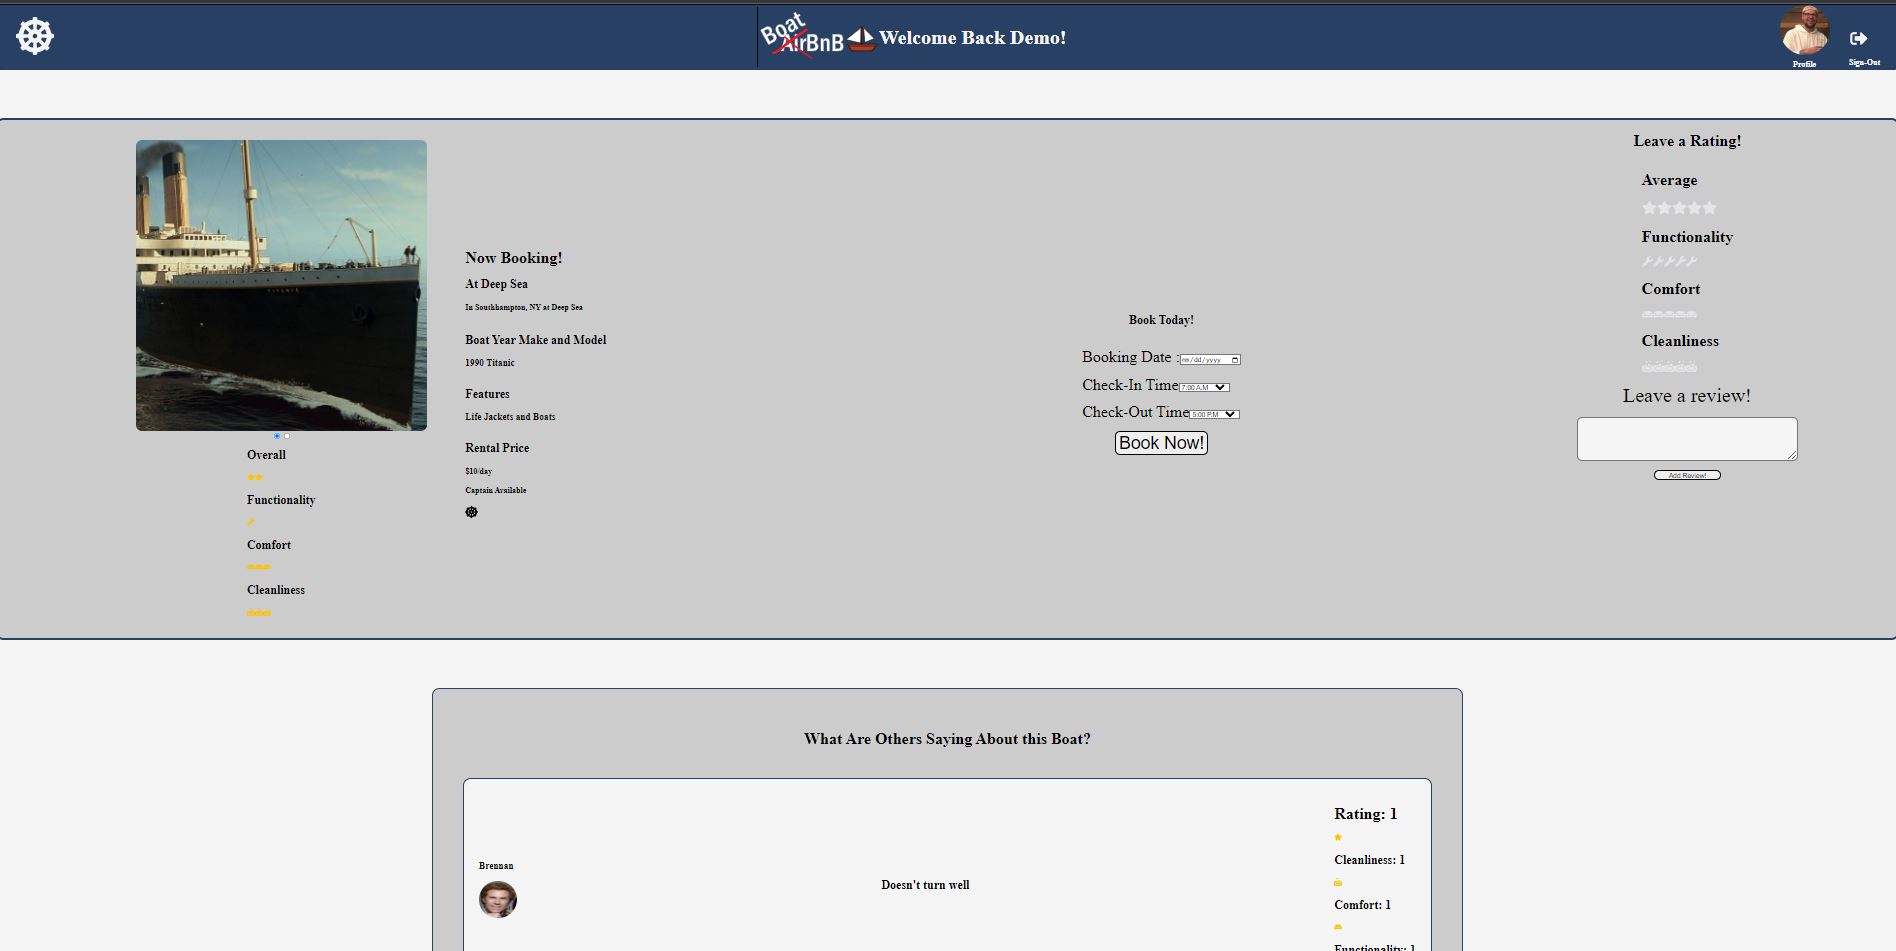 Boat
AirBnB
Welcome Back Demo!
Profile
Sign-Out
TITANIC
Overall
Functionality
Comfort
Cleanliness
Now Booking!
At Deep Sea
In Southhampton, NY at Deep Sea
Boat Year Make and Model
1990 Titanic
Features
Life Jackets and Boats
Rental Price
$10/day
Captain Available
Book Today!
Booking Date : mm/dd/yyyy
Check-In Time 7:00 A.M
Check-Out Time 5:00 P.M
Book Now!
Leave a Rating!
Average
Functionality
Comfort
Cleanliness
Leave a review!
Add Review!
What Are Others Saying About this Boat?
Brennan
Doesn't turn well
Rating: 1
Cleanliness: 1
Comfort: 1
Functionality: 1